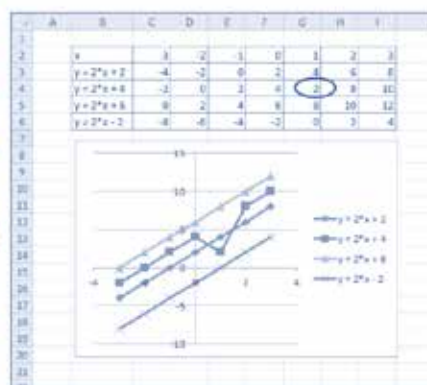 A B C D E F G H I
1
2 x -3 -2 -1 0 1 2 3
3 y = 2*x + 2 -4 -2 0 2 4 6 8
4 y = 2*x + 4 -2 0 2 4 2 8 10
5 y = 2*x + 6 0 2 4 6 8 10 12
6 y = 2*x - 2 -8 -6 -4 -2 0 2 4
7
8 15
9
10 10
11
12 y = 2*x + 2
13 y = 2*x + 4
14 y = 2*x + 6
15 -4 0 2 4 y = 2*x - 2
16
17 -5
18
19 -10
20
21